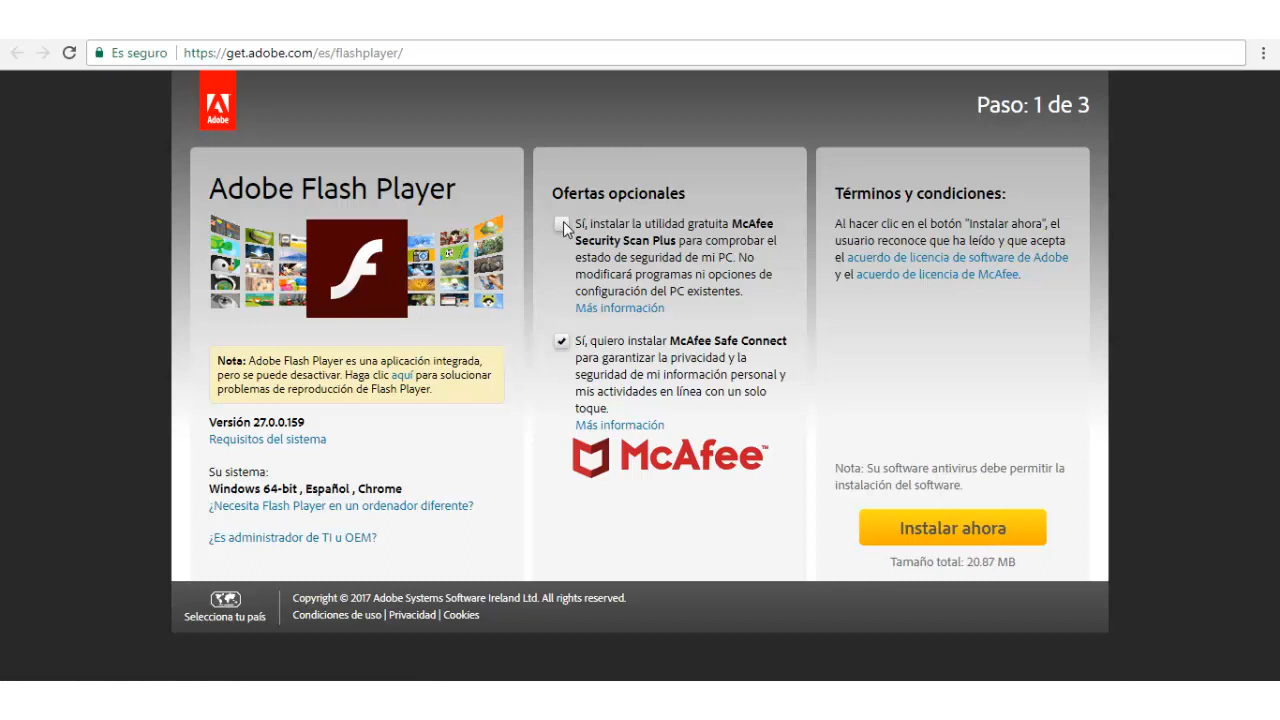 Es seguro
https://get.adobe.com/es/flashplayer/
Adobe
Paso: 1 de 3
Adobe Flash Player
Nota: Adobe Flash Player es una aplicación integrada,
pero se puede desactivar. Haga clic aquí para solucionar
problemas de reproducción de Flash Player.
Versión 27.0.0.159
Requisitos del sistema
Su sistema:
Windows 64-bit , Español , Chrome
¿Necesita Flash Player en un ordenador diferente?
¿Es administrador de TI u OEM?
Ofertas opcionales
Sí, instalar la utilidad gratuita McAfee
Security Scan Plus para comprobar el
estado de seguridad de mi PC. No
modificará programas ni opciones de
configuración del PC existentes.
Más información
Sí, quiero instalar McAfee Safe Connect
para garantizar la privacidad y la
seguridad de mi información personal y
mis actividades en línea con un solo
toque.
Más información
McAfee™
Términos y condiciones:
Al hacer clic en el botón "Instalar ahora", el
usuario reconoce que ha leído y que acepta
el acuerdo de licencia de software de Adobe
y el acuerdo de licencia de McAfee.
Nota: Su software antivirus debe permitir la
instalación del software.
Instalar ahora
Tamaño total: 20.87 MB
Selecciona tu país
Copyright © 2017 Adobe Systems Software Ireland Ltd. All rights reserved.
Condiciones de uso | Privacidad | Cookies